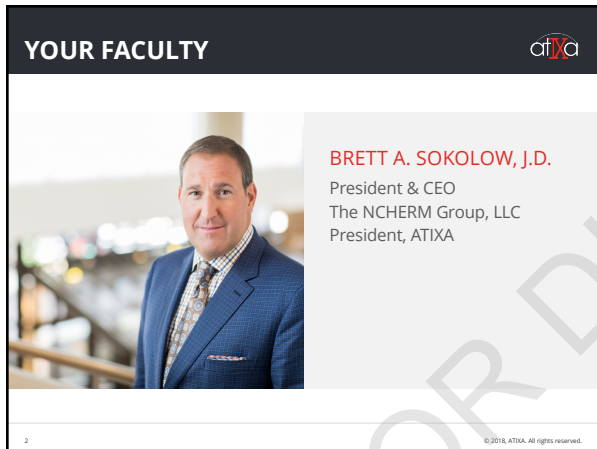 YOUR FACULTY
atIXa
BRETT A. SOKOLOW, J.D.
President & CEO
The NCHERM Group, LLC
President, ATIXA
OR D
2
© 2018, ATIXA. All rights reserved.